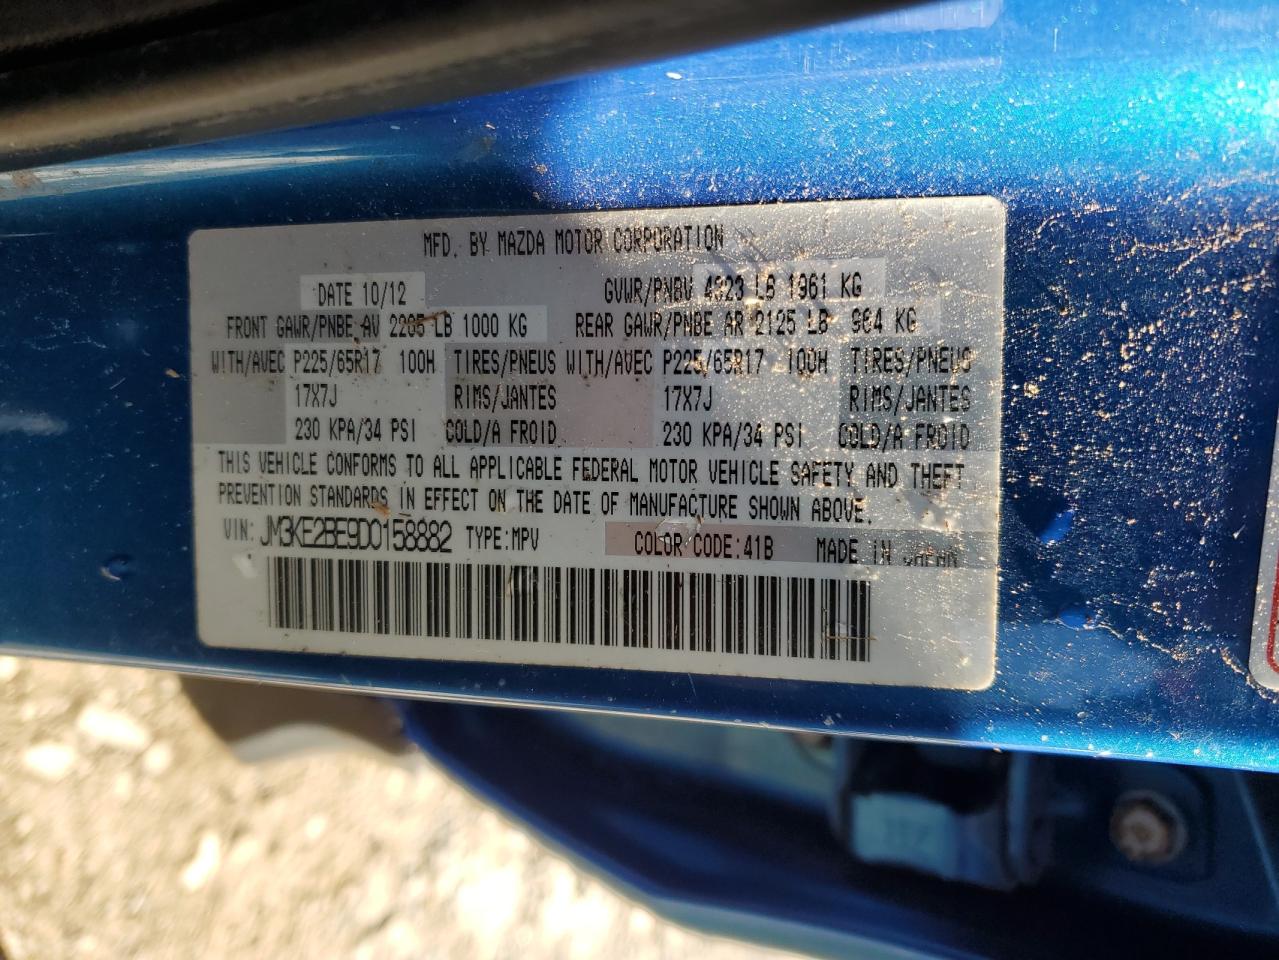 MFD. BY MAZDA MOTOR CORPORATION
DATE 10/12 GVWR/PNBV 4323 LB 1961 KG
FRONT GAWR/PNBE AV 2205 LB 1000 KG REAR GAWR/PNBE AR 2125 LB 964 KG
WITH/AVEC P225/65R17 100H TIRES/PNEUS WITH/AVEC P225/65R17 100H TIRES/PNEUS
17X7J RIMS/JANTES 17X7J RIMS/JANTES
230 KPA/34 PSI COLD/A FROID 230 KPA/34 PSI COLD/A FROID
THIS VEHICLE CONFORMS TO ALL APPLICABLE FEDERAL MOTOR VEHICLE SAFETY AND THEFT
PREVENTION STANDARDS IN EFFECT ON THE DATE OF MANUFACTURE SHOWN ABOVE.
VIN: JM3KE2BE9D0158882 TYPE:MPV COLOR CODE:41B MADE IN JAPAN